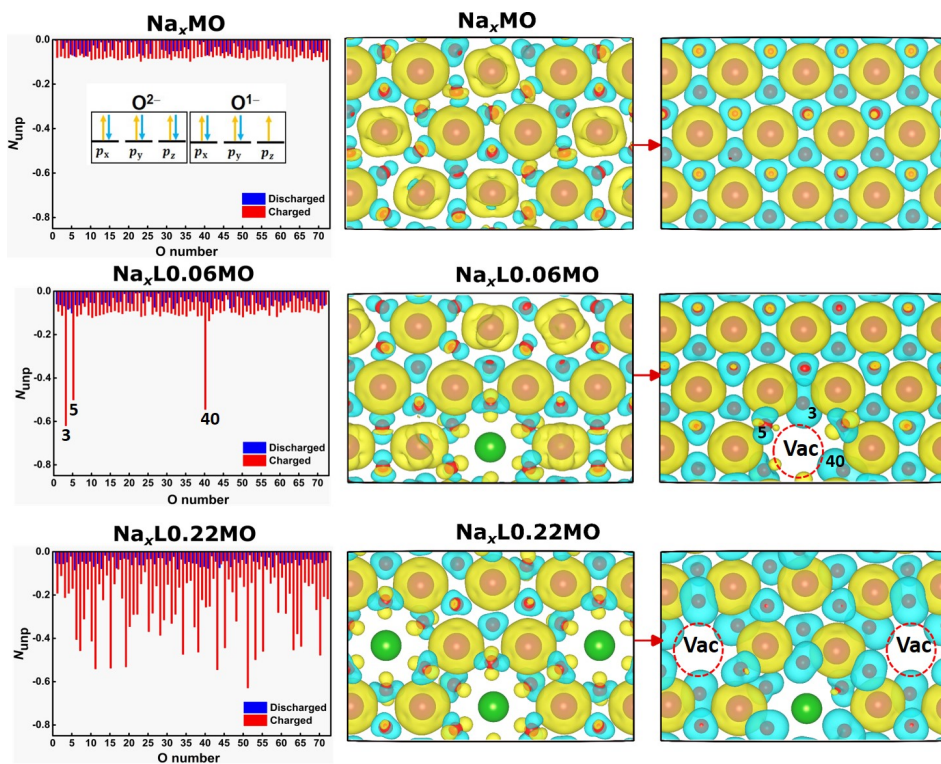 NaₓMO
NaₓMO
0.0
-0.2
-0.4
-0.6
-0.8
Nunp
O²⁻
O¹⁻
px py pz px py pz
Discharged
Charged
0 5 10 15 20 25 30 35 40 45 50 55 60 65 70
O number
NaₓL0.06MO
NaₓL0.06MO
0.0
-0.2
-0.4
-0.6
-0.8
Nunp
5
3
40
Discharged
Charged
0 5 10 15 20 25 30 35 40 45 50 55 60 65 70
O number
3
5
Vac
40
NaₓL0.22MO
NaₓL0.22MO
0.0
-0.2
-0.4
-0.6
-0.8
Nunp
Discharged
Charged
0 5 10 15 20 25 30 35 40 45 50 55 60 65 70
O number
Vac
Vac